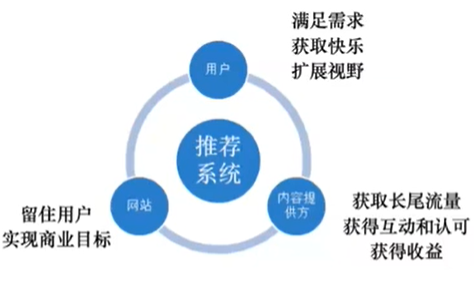 满足需求
获取快乐
扩展视野
用户
推荐
系统
网站
内容提
供方
留住用户
实现商业目标
获取长尾流量
获得互动和认可
获得收益